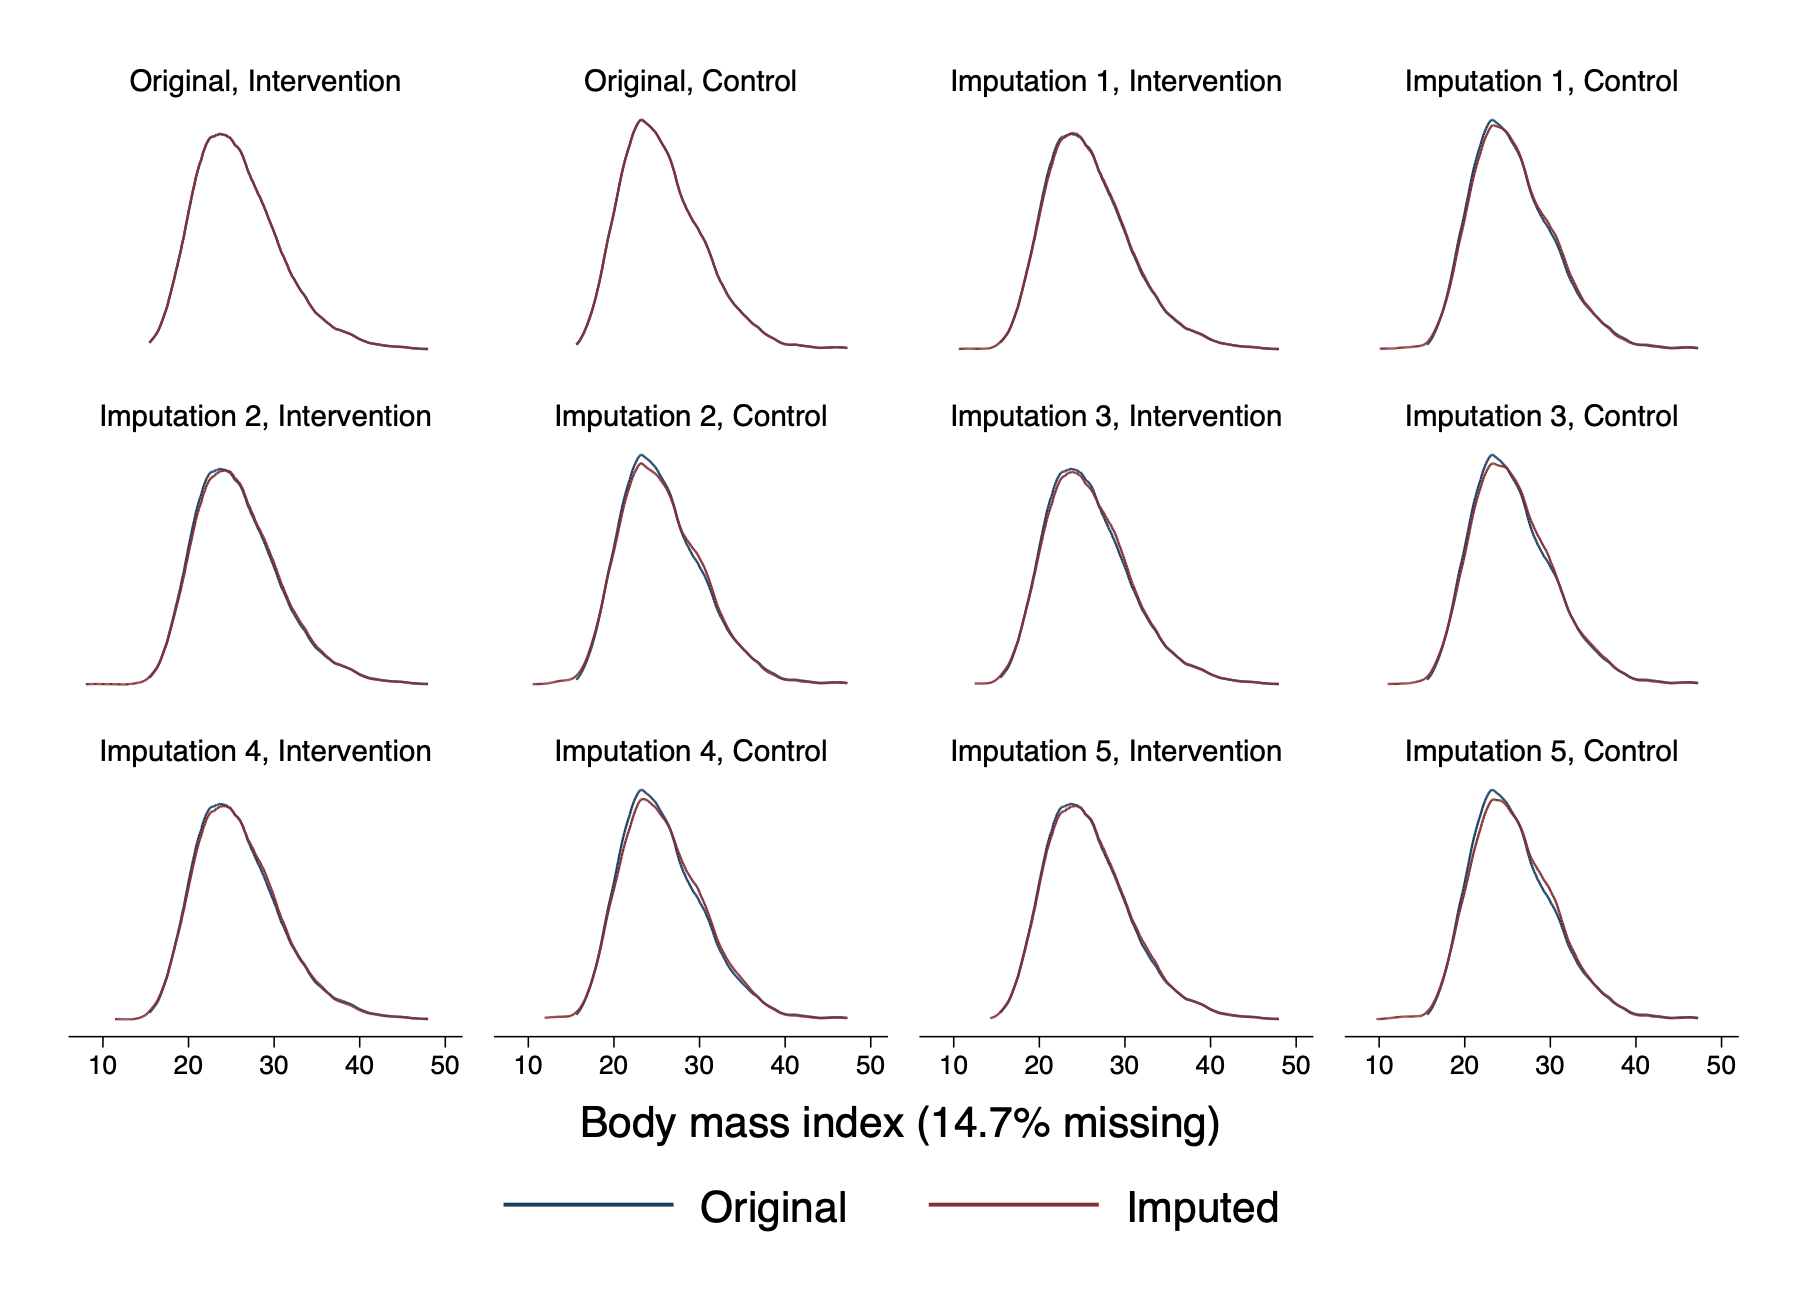 Original, Intervention
Original, Control
Imputation 1, Intervention
Imputation 1, Control
Imputation 2, Intervention
Imputation 2, Control
Imputation 3, Intervention
Imputation 3, Control
Imputation 4, Intervention
Imputation 4, Control
Imputation 5, Intervention
Imputation 5, Control
10 20 30 40 50
10 20 30 40 50
10 20 30 40 50
10 20 30 40 50
Body mass index (14.7% missing)
Original
Imputed